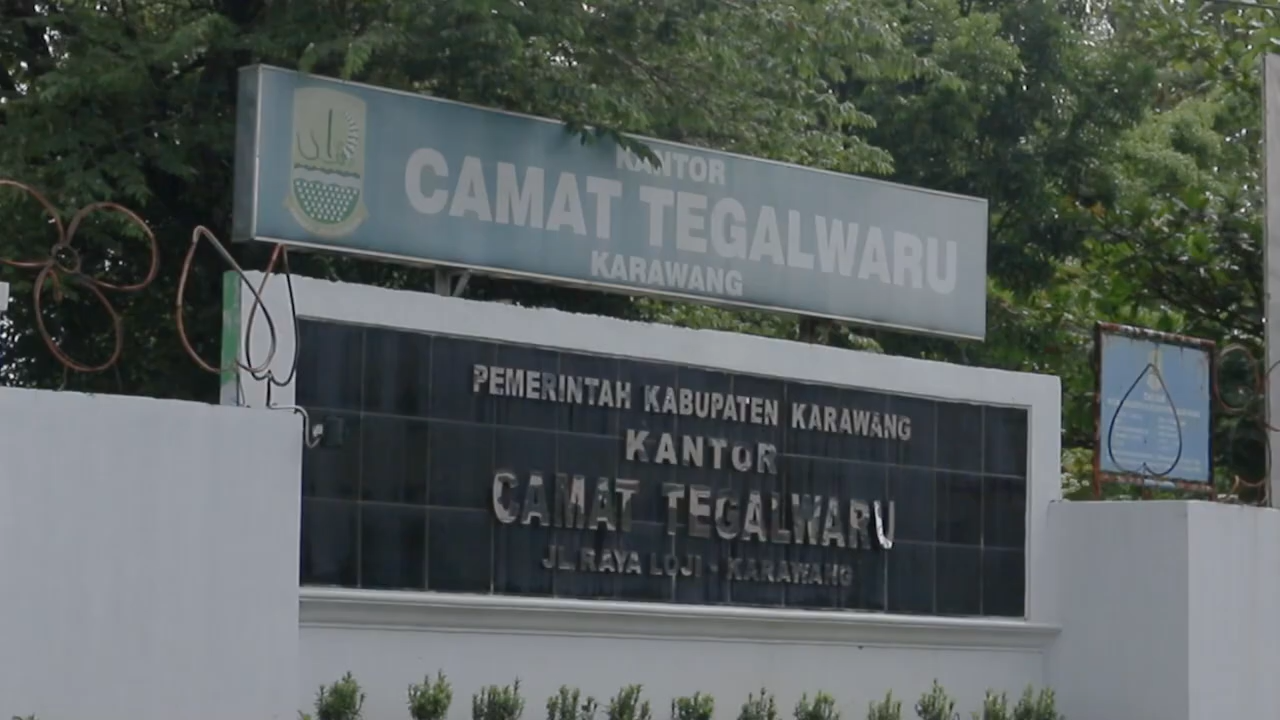 KANTOR
CAMAT TEGALWARU
KARAWANG
PEMERINTAH KABUPATEN KARAWANG
KANTOR
CAMAT TEGALWARU
JL. RAYA LOJI - KARAWANG